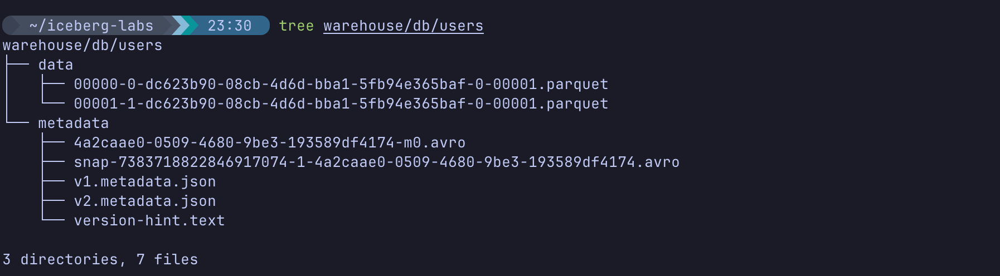 ~/iceberg-labs 23:30 tree warehouse/db/users
warehouse/db/users
├── data
│   ├── 00000-0-dc623b90-08cb-4d6d-bba1-5fb94e365baf-0-00001.parquet
│   └── 00001-1-dc623b90-08cb-4d6d-bba1-5fb94e365baf-0-00001.parquet
└── metadata
    ├── 4a2caae0-0509-4680-9be3-193589df4174-m0.avro
    ├── snap-7383718822846917074-1-4a2caae0-0509-4680-9be3-193589df4174.avro
    ├── v1.metadata.json
    ├── v2.metadata.json
    └── version-hint.text
3 directories, 7 files